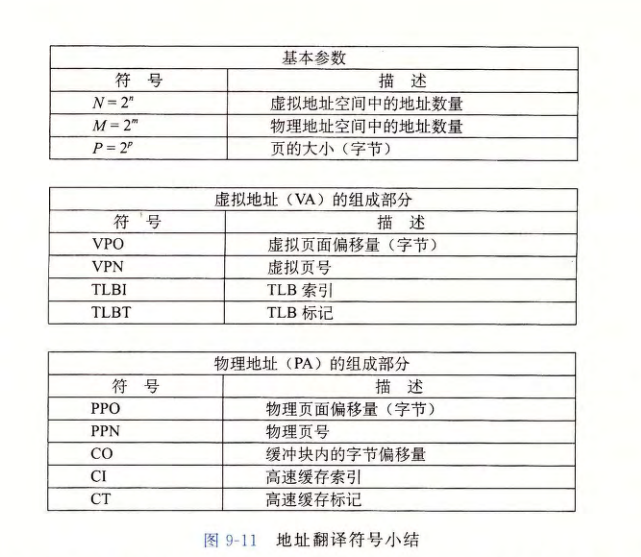 基本参数
符 号 描 述
N = 2ⁿ 虚拟地址空间中的地址数量
M = 2ᵐ 物理地址空间中的地址数量
P = 2ᵖ 页的大小（字节）
虚拟地址（VA）的组成部分
符 号 描 述
VPO 虚拟页面偏移量（字节）
VPN 虚拟页号
TLBI TLB 索引
TLBT TLB 标记
物理地址（PA）的组成部分
符 号 描 述
PPO 物理页面偏移量（字节）
PPN 物理页号
CO 缓冲块内的字节偏移量
CI 高速缓存索引
CT 高速缓存标记
图 9-11 地址翻译符号小结